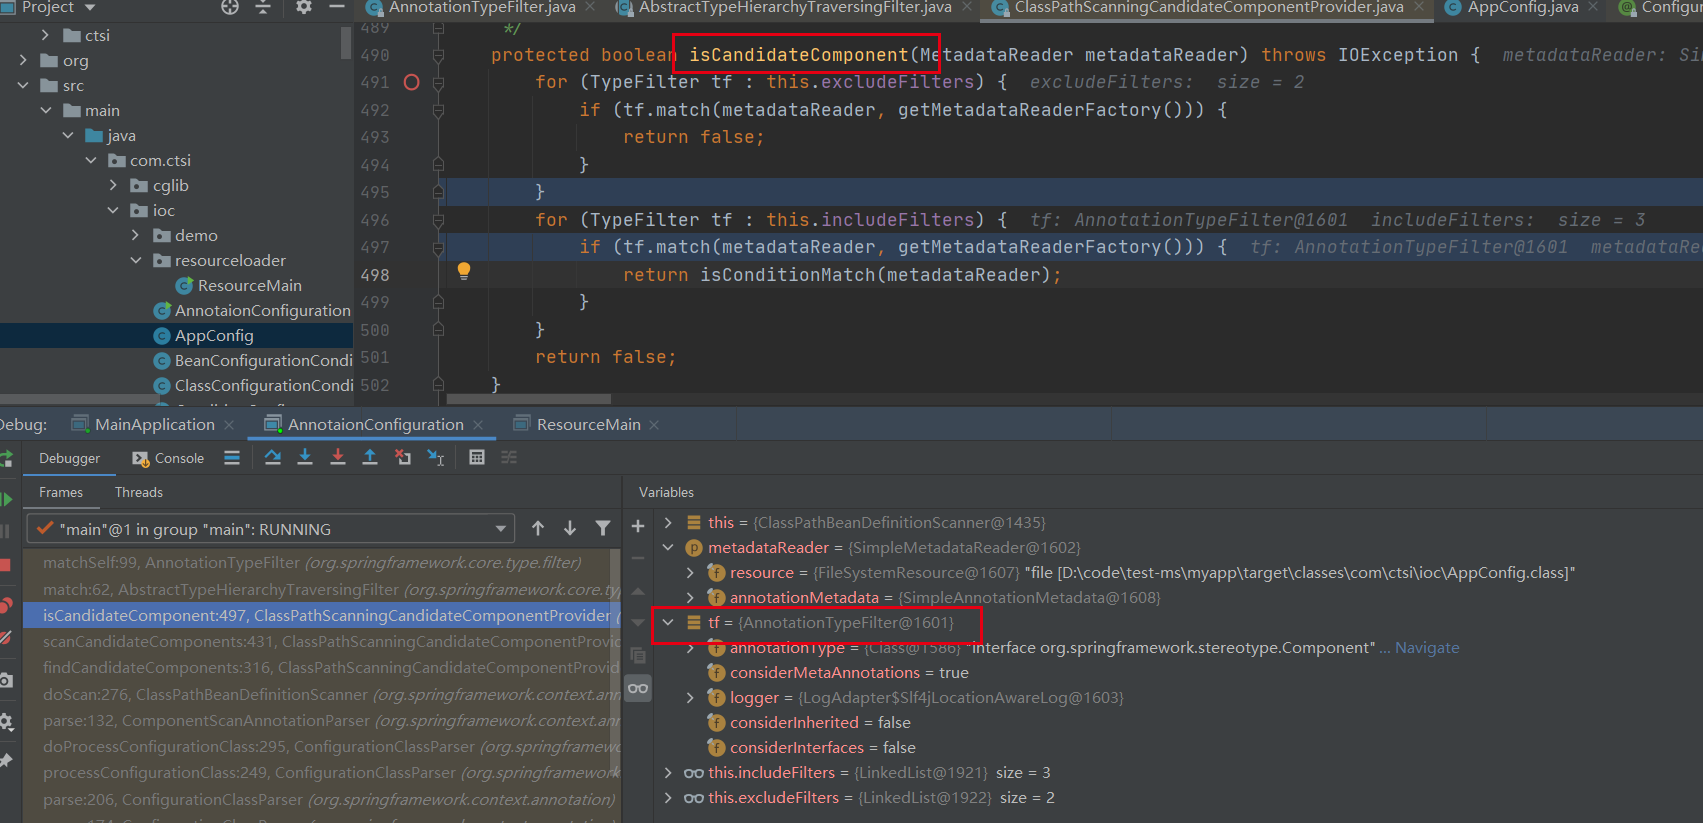 Project
AnnotationTypeFilter.java
AbstractTypeHierarchyTraversingFilter.java
ClassPathScanningCandidateComponentProvider.java
AppConfig.java
ctsi
org
src
main
java
com.ctsi
cglib
ioc
demo
resourceloader
ResourceMain
AnnotaionConfiguration
AppConfig
BeanConfigurationCondi
ClassConfigurationCondi
489 */
490 protected boolean isCandidateComponent(MetadataReader metadataReader) throws IOException { metadataReader: Si
491 for (TypeFilter tf : this.excludeFilters) { excludeFilters: size = 2
492 if (tf.match(metadataReader, getMetadataReaderFactory())) {
493 return false;
494 }
495 }
496 for (TypeFilter tf : this.includeFilters) { tf: AnnotationTypeFilter@1601 includeFilters: size = 3
497 if (tf.match(metadataReader, getMetadataReaderFactory())) { tf: AnnotationTypeFilter@1601 metadataRe
498 return isConditionMatch(metadataReader);
499 }
500 }
501 return false;
502 }
Debug: MainApplication AnnotaionConfiguration ResourceMain
Debugger Console
Frames Threads
"main"@1 in group "main": RUNNING
matchSelf:99, AnnotationTypeFilter (org.springframework.core.type.filter)
match:62, AbstractTypeHierarchyTraversingFilter (org.springframework.core.typ
isCandidateComponent:497, ClassPathScanningCandidateComponentProvider (
scanCandidateComponents:431, ClassPathScanningCandidateComponentProvi
findCandidateComponents:316, ClassPathScanningCandidateComponentProvid
doScan:276, ClassPathBeanDefinitionScanner (org.springframework.context.ann
parse:132, ComponentScanAnnotationParser (org.springframework.context.ann
doProcessConfigurationClass:295, ConfigurationClassParser (org.springframew
processConfigurationClass:249, ConfigurationClassParser (org.springframework
parse:206, ConfigurationClassParser (org.springframework.context.annotation)
Variables
this = {ClassPathBeanDefinitionScanner@1435}
metadataReader = {SimpleMetadataReader@1602}
resource = {FileSystemResource@1607} "file [D:\code\test-ms\myapp\target\classes\com\ctsi\ioc\AppConfig.class]"
annotationMetadata = {SimpleAnnotationMetadata@1608}
tf = {AnnotationTypeFilter@1601}
annotationType = {Class@1586} "interface org.springframework.stereotype.Component" ... Navigate
considerMetaAnnotations = true
logger = {LogAdapter$Slf4jLocationAwareLog@1603}
considerInherited = false
considerInterfaces = false
this.includeFilters = {LinkedList@1921} size = 3
this.excludeFilters = {LinkedList@1922} size = 2